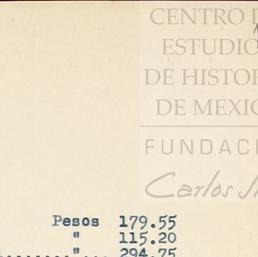 CENTRO
ESTUDIO
DE HISTOR
DE MEXIC
FUNDACI
Carlos
Pesos 179.55
" 115.20
........."... 294.75